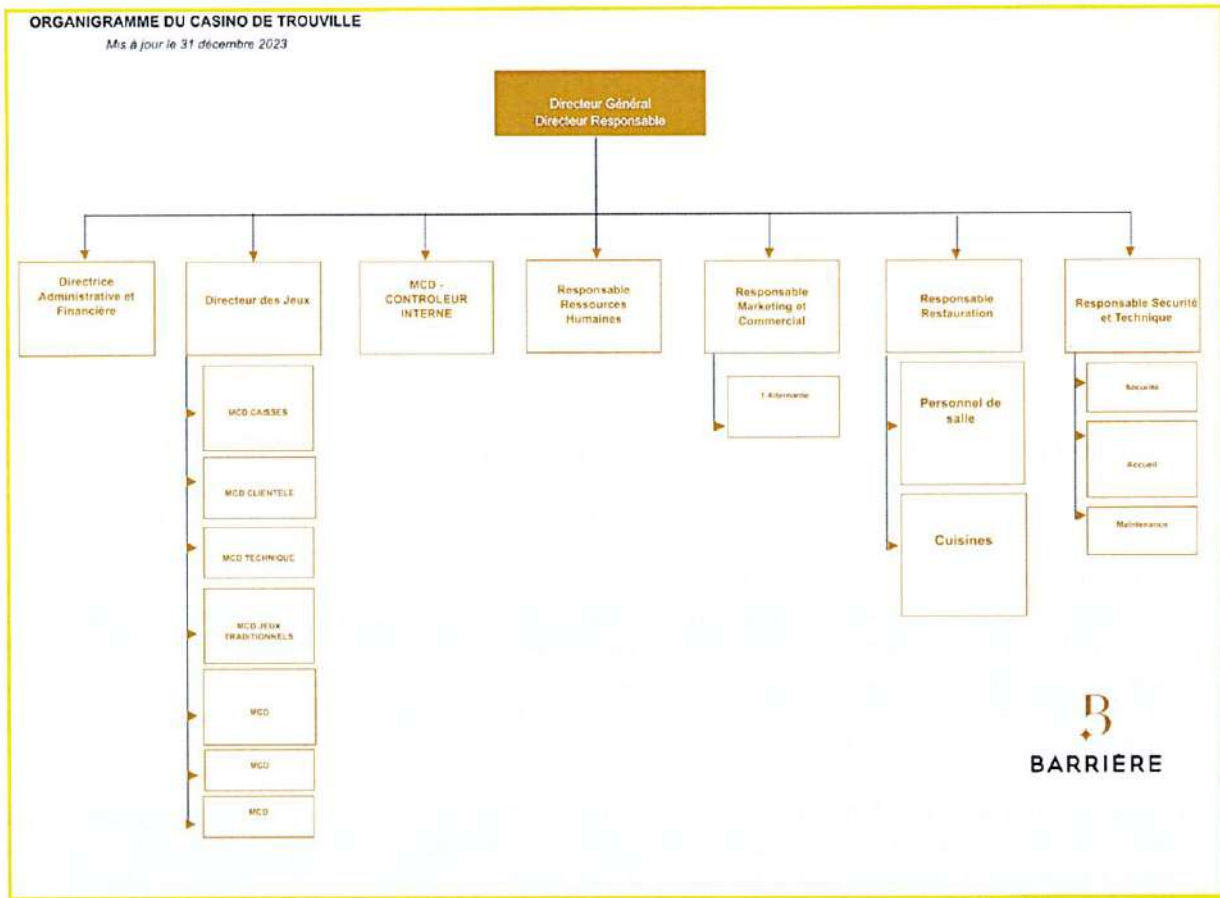 ORGANIGRAMME DU CASINO DE TROUVILLE
Mis à jour le 31 décembre 2023
Directeur Général
Directeur Responsable
Directrice
Administrative et
Financière
Directeur des Jeux
MCD -
CONTROLEUR
INTERNE
Responsable
Ressources
Humaines
Responsable
Marketing et
Commercial
Responsable
Restauration
Responsable Sécurité
et Technique
MCD CAISSES
MCD CLIENTELE
MCD TECHNIQUE
MCD JEUX
TRADITIONNELS
MCD
MCD
MCD
1 Alternante
Personnel de
salle
Cuisines
Sécurité
Accueil
Maintenance
B
BARRIÈRE